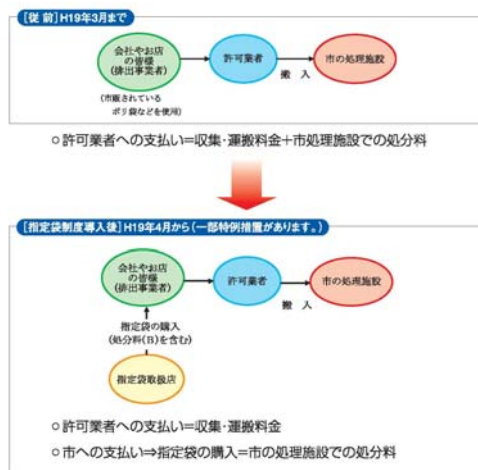 [従 前]H19年3月まで
会社やお店
の皆様
(排出事業者)
許可業者
搬 入
市の処理施設
(市販されている
ポリ袋などを使用)
○許可業者への支払い=収集・運搬料金+市処理施設での処分料
[指定袋制度導入後]H19年4月から(一部特例措置があります。)
会社やお店
の皆様
(排出事業者)
許可業者
搬 入
市の処理施設
指定袋の購入
(処分料(B)を含む)
指定袋取扱店
○許可業者への支払い=収集・運搬料金
○市への支払い⇒指定袋の購入=市の処理施設での処分料